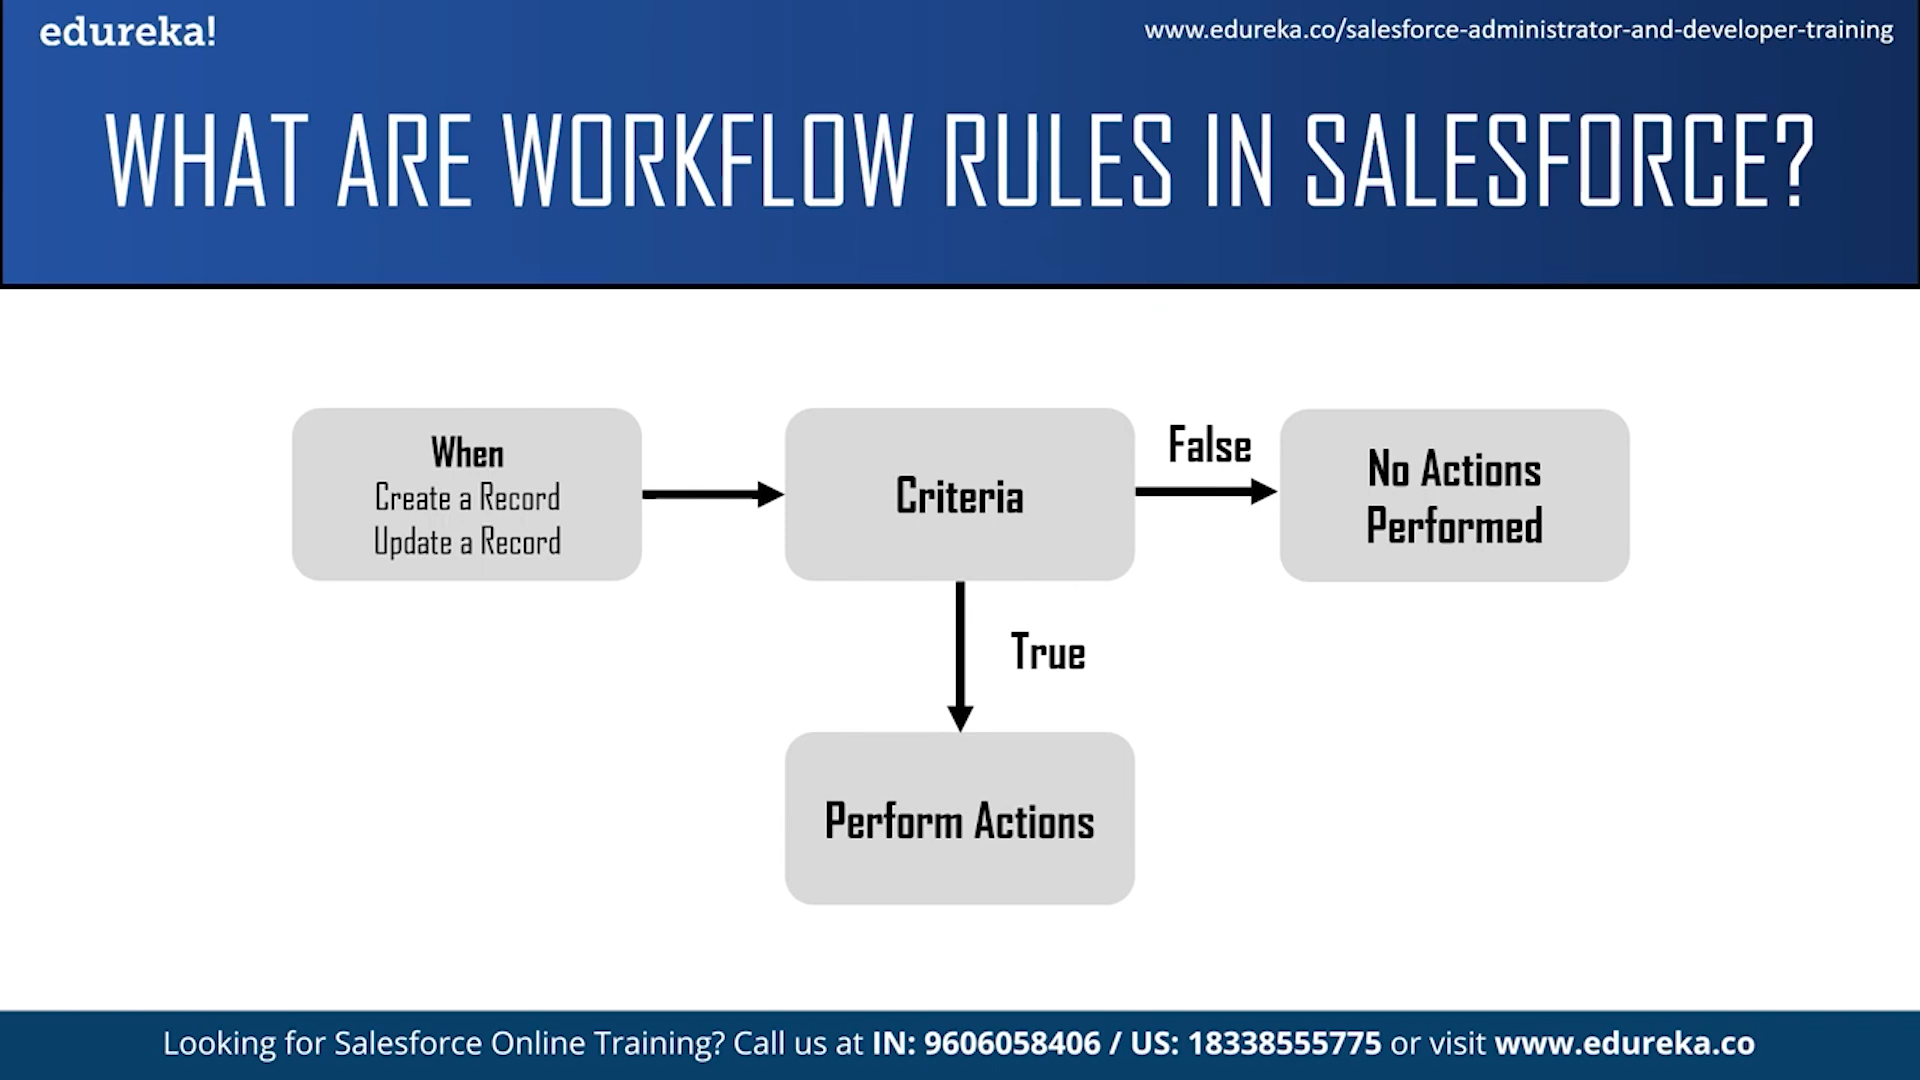 edureka!
www.edureka.co/salesforce-administrator-and-developer-training
WHAT ARE WORKFLOW RULES IN SALESFORCE?
When
Create a Record
Update a Record
Criteria
False
No Actions
Performed
True
Perform Actions
Looking for Salesforce Online Training? Call us at IN: 9606058406 / US: 18338555775 or visit www.edureka.co